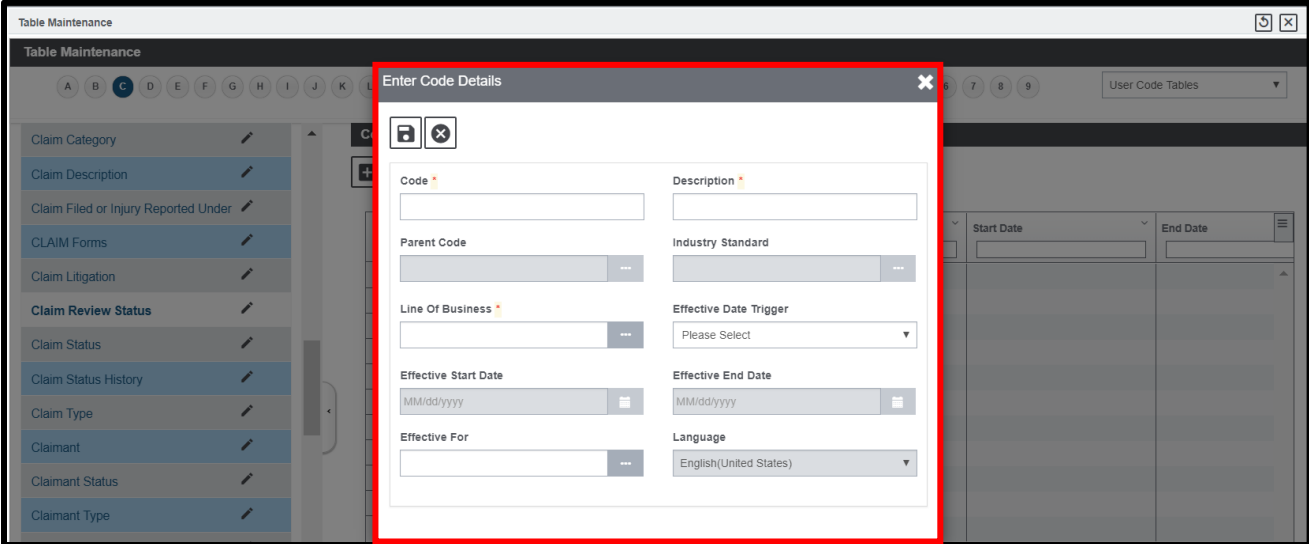 Table Maintenance
Table Maintenance
A B C D E F G H I J K L 6 7 8 9 User Code Tables
Enter Code Details
Claim Category
Claim Description
Claim Filed or Injury Reported Under
CLAIM Forms
Claim Litigation
Claim Review Status
Claim Status
Claim Status History
Claim Type
Claimant
Claimant Status
Claimant Type
Code * Description *
Parent Code Industry Standard
Line Of Business * Effective Date Trigger
Please Select
Effective Start Date Effective End Date
MM/dd/yyyy MM/dd/yyyy
Effective For Language
English(United States)
Start Date End Date